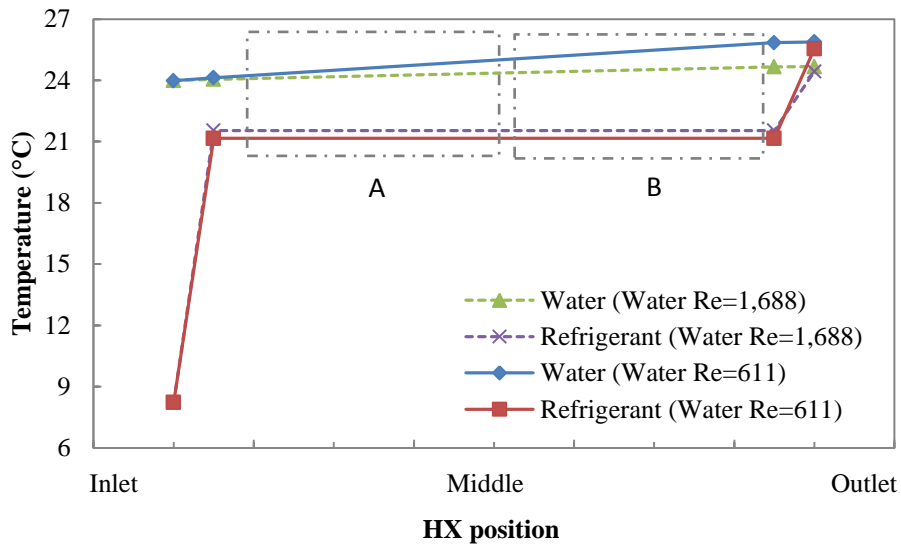 27
24
21
18
15
12
9
6
Temperature (°C)
A
B
Water (Water Re=1,688)
Refrigerant (Water Re=1,688)
Water (Water Re=611)
Refrigerant (Water Re=611)
Inlet
Middle
Outlet
HX position